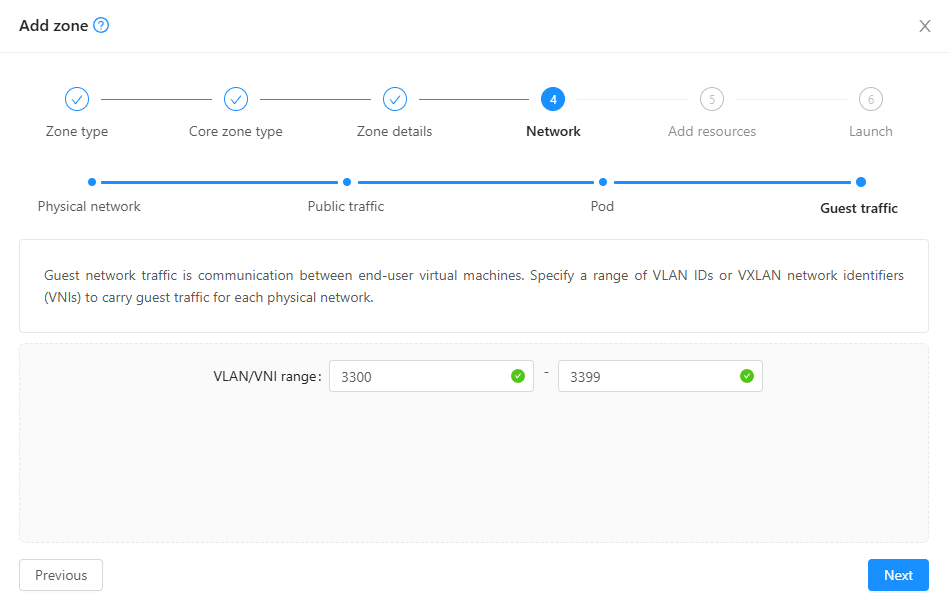 Add zone ?
4
5
6
Zone type
Core zone type
Zone details
Network
Add resources
Launch
Physical network
Public traffic
Pod
Guest traffic
Guest network traffic is communication between end-user virtual machines. Specify a range of VLAN IDs or VXLAN network identifiers
(VNIs) to carry guest traffic for each physical network.
VLAN/VNI range: 3300 - 3399
Previous
Next